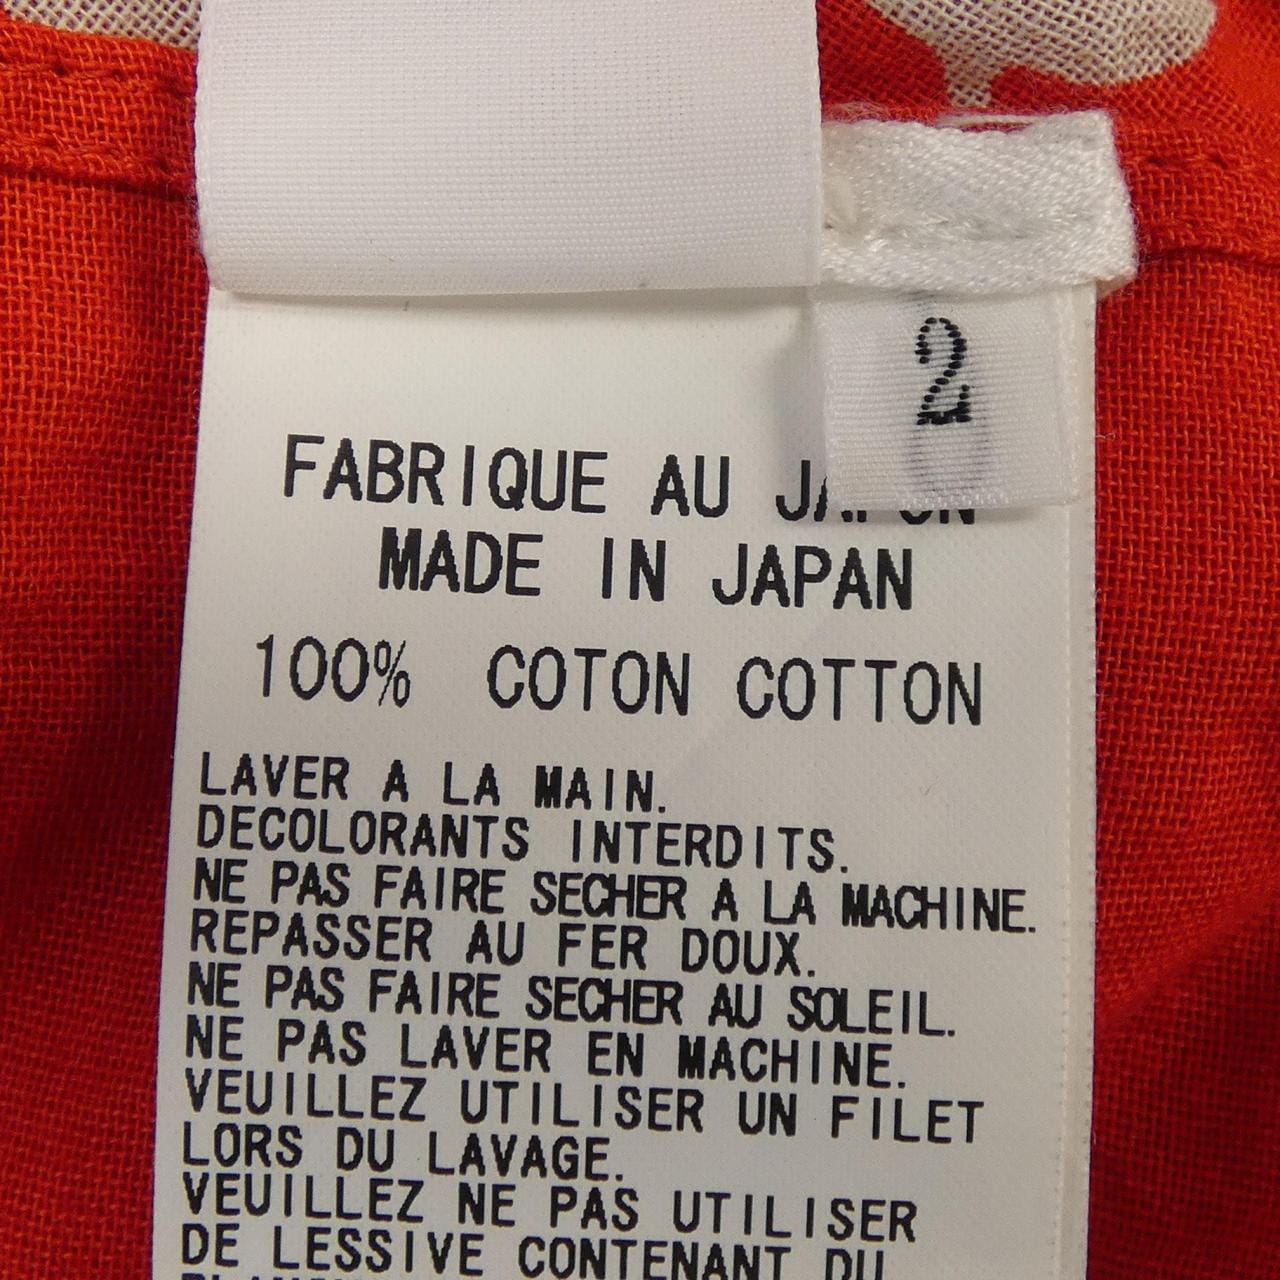 2
FABRIQUE AU JAPON
MADE IN JAPAN
100% COTON COTTON
LAVER A LA MAIN.
DECOLORANTS INTERDITS.
NE PAS FAIRE SECHER A LA MACHINE.
REPASSER AU FER DOUX.
NE PAS FAIRE SECHER AU SOLEIL.
NE PAS LAVER EN MACHINE.
VEUILLEZ UTILISER UN FILET
LORS DU LAVAGE.
VEUILLEZ NE PAS UTILISER
DE LESSIVE CONTENANT DU